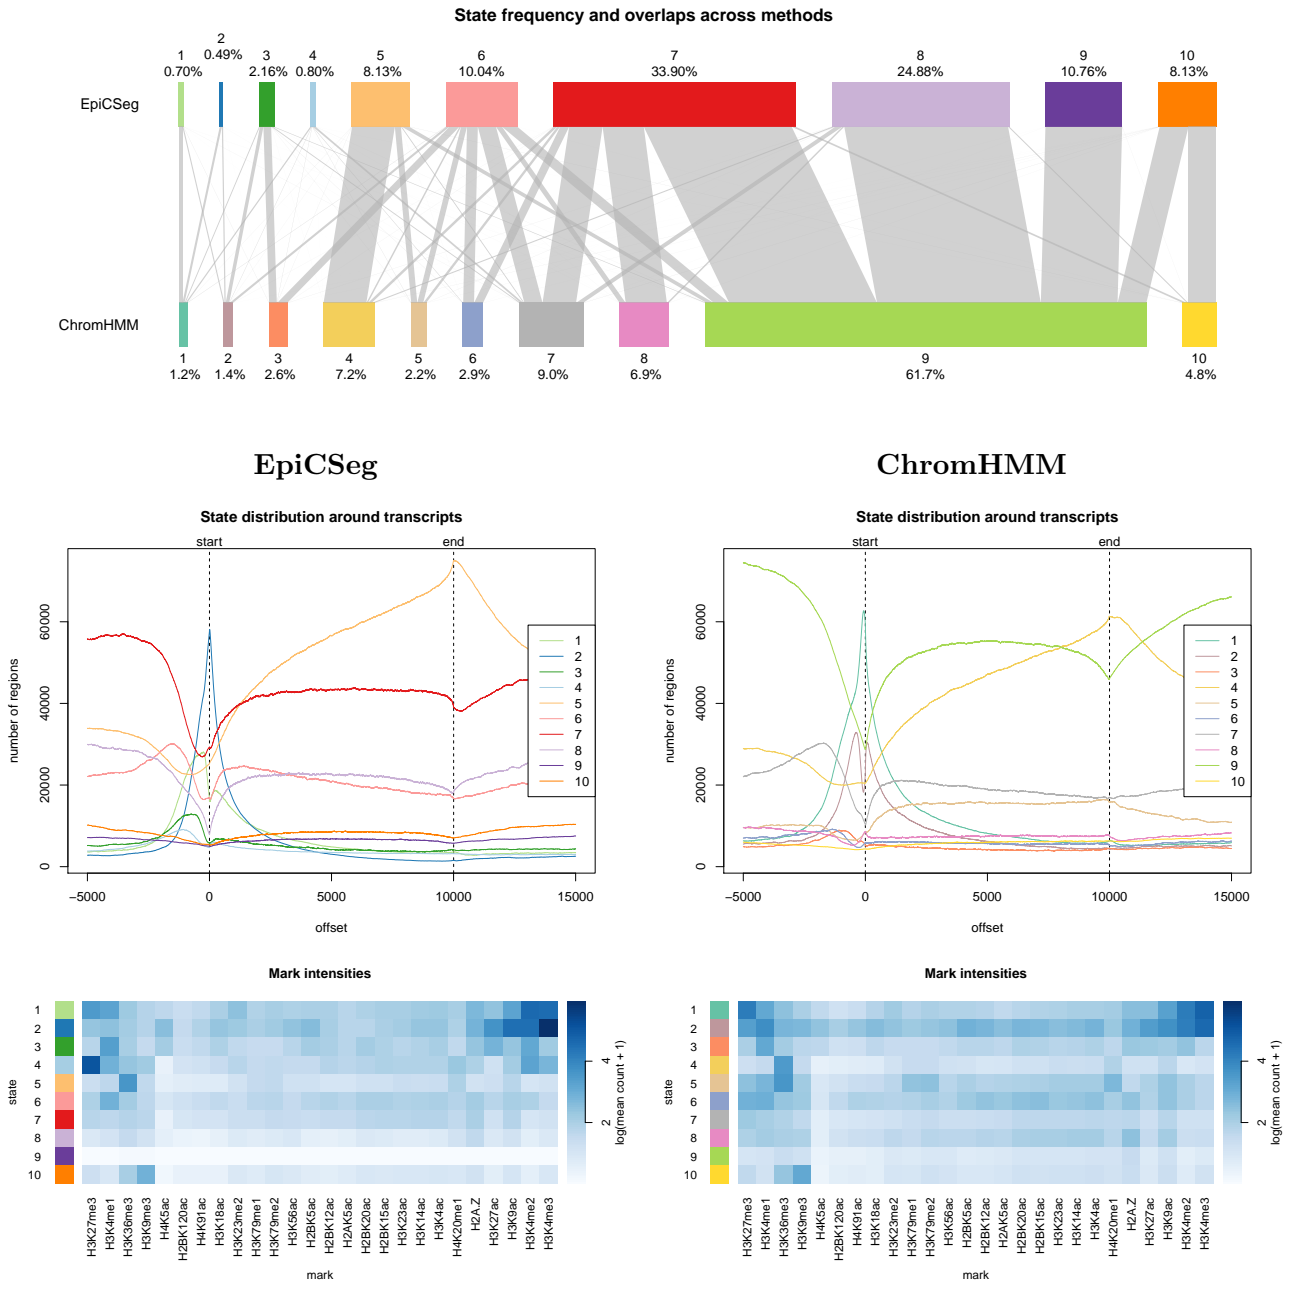 State frequency and overlaps across methods
1 2 3 4 5 6 7 8 9 10
0.70% 0.49% 2.16% 0.80% 8.13% 10.04% 33.90% 24.88% 10.76% 8.13%
EpiCSeg
ChromHMM
1 2 3 4 5 6 7 8 9 10
1.2% 1.4% 2.6% 7.2% 2.2% 2.9% 9.0% 6.9% 61.7% 4.8%
EpiCSeg
State distribution around transcripts
start end
number of regions
60000
40000
20000
0
1
2
3
4
5
6
7
8
9
10
−5000 0 5000 10000 15000
offset
Mark intensities
state
1
2
3
4
5
6
7
8
9
10
4
2
log(mean count + 1)
H3K27me3
H3K4me1
H3K36me3
H3K9me3
H4K5ac
H2BK120ac
H4K91ac
H3K18ac
H3K23me2
H3K79me1
H3K79me2
H3K56ac
H2BK5ac
H2BK12ac
H2AK5ac
H2BK20ac
H2BK15ac
H3K23ac
H3K14ac
H3K4ac
H4K20me1
H2A.Z
H3K27ac
H3K9ac
H3K4me2
H3K4me3
mark
ChromHMM
State distribution around transcripts
start end
number of regions
60000
40000
20000
0
1
2
3
4
5
6
7
8
9
10
−5000 0 5000 10000 15000
offset
Mark intensities
state
1
2
3
4
5
6
7
8
9
10
4
2
log(mean count + 1)
H3K27me3
H3K4me1
H3K36me3
H3K9me3
H4K5ac
H2BK120ac
H4K91ac
H3K18ac
H3K23me2
H3K79me1
H3K79me2
H3K56ac
H2BK5ac
H2BK12ac
H2AK5ac
H2BK20ac
H2BK15ac
H3K23ac
H3K14ac
H3K4ac
H4K20me1
H2A.Z
H3K27ac
H3K9ac
H3K4me2
H3K4me3
mark